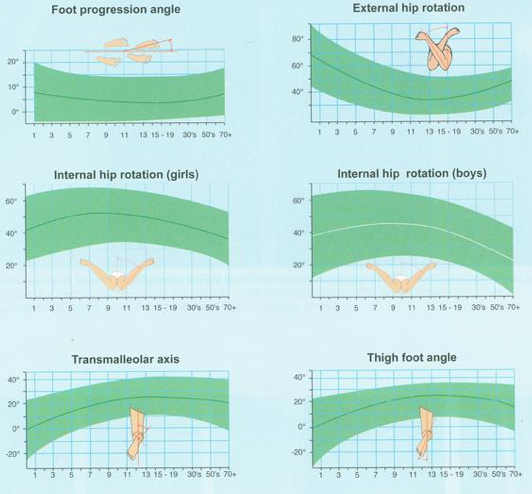 Foot progression angle
20°
10°
0°
1 3 5 7 9 11 13 15 - 19 30's 50's 70+
External hip rotation
80°
60°
40°
1 3 5 7 9 11 13 15 - 19 30's 50's 70+
Internal hip rotation (girls)
60°
40°
20°
1 3 5 7 9 11 13 15 - 19 30's 50's 70+
Internal hip rotation (boys)
60°
40°
20°
1 3 5 7 9 11 13 15 - 19 30's 50's 70+
Transmalleolar axis
40°
20°
0°
-20°
1 3 5 7 9 11 13 15 - 19 30's 50's 70+
Thigh foot angle
40°
20°
0°
-20°
1 3 5 7 9 11 13 15 - 19 30's 50's 70+